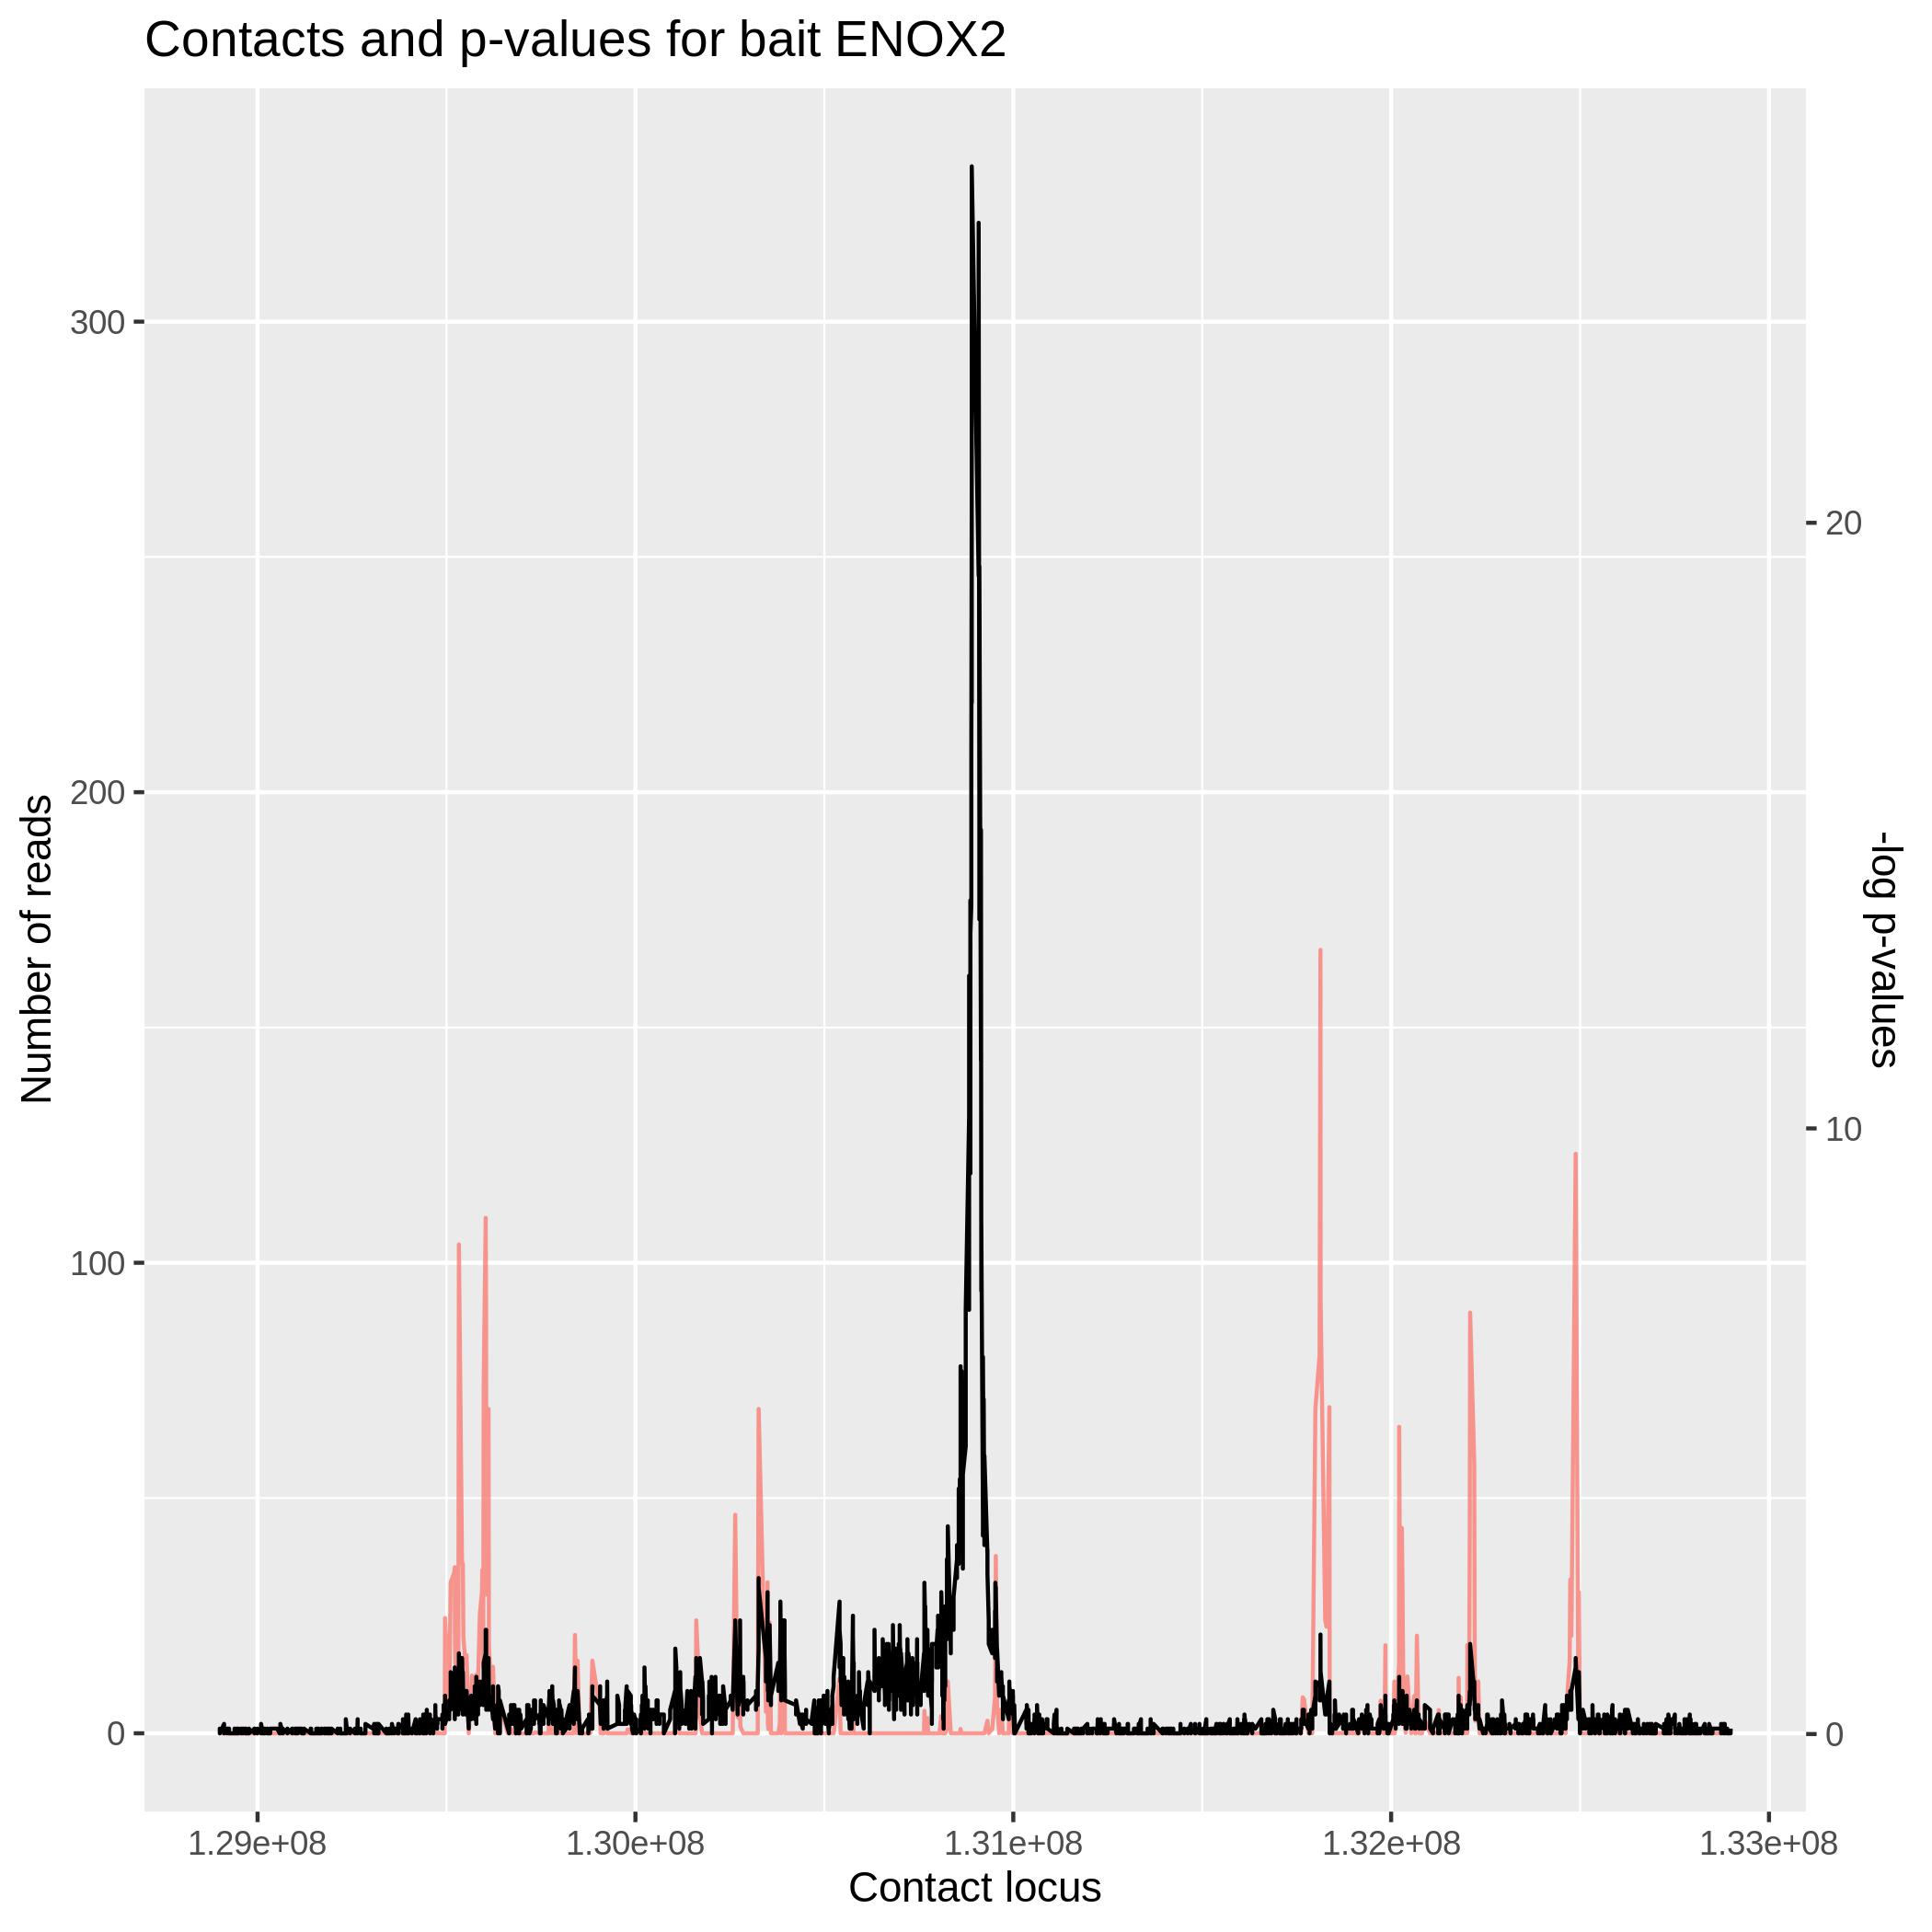 Contacts and p-values for bait ENOX2
300
200
100
0
Number of reads
20
10
0
-log p-values
1.29e+08
1.30e+08
1.31e+08
1.32e+08
1.33e+08
Contact locus